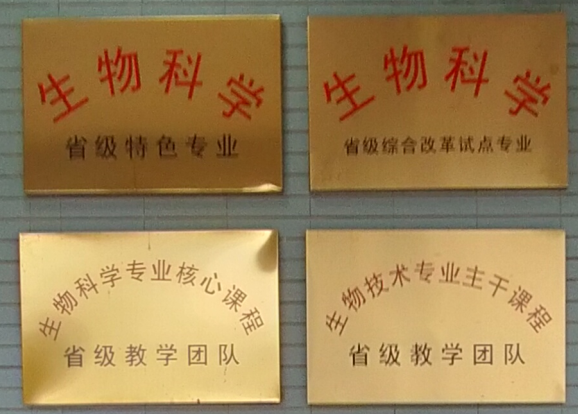 生物科学
省级特色专业
生物科学
省级综合改革试点专业
生物科学专业核心课程
省级教学团队
生物技术专业主干课程
省级教学团队